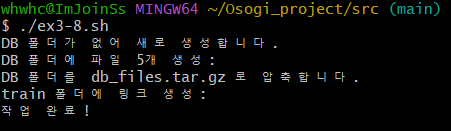 whwhc@ImJoinSs MINGW64 ~/Osogi_project/src (main)
$ ./ex3-8.sh
DB 폴더가 없어 새로 생성합니다.
DB 폴더에 파일 5개 생성:
DB 폴더를 db_files.tar.gz로 압축합니다.
train 폴더에 링크 생성:
작업 완료!